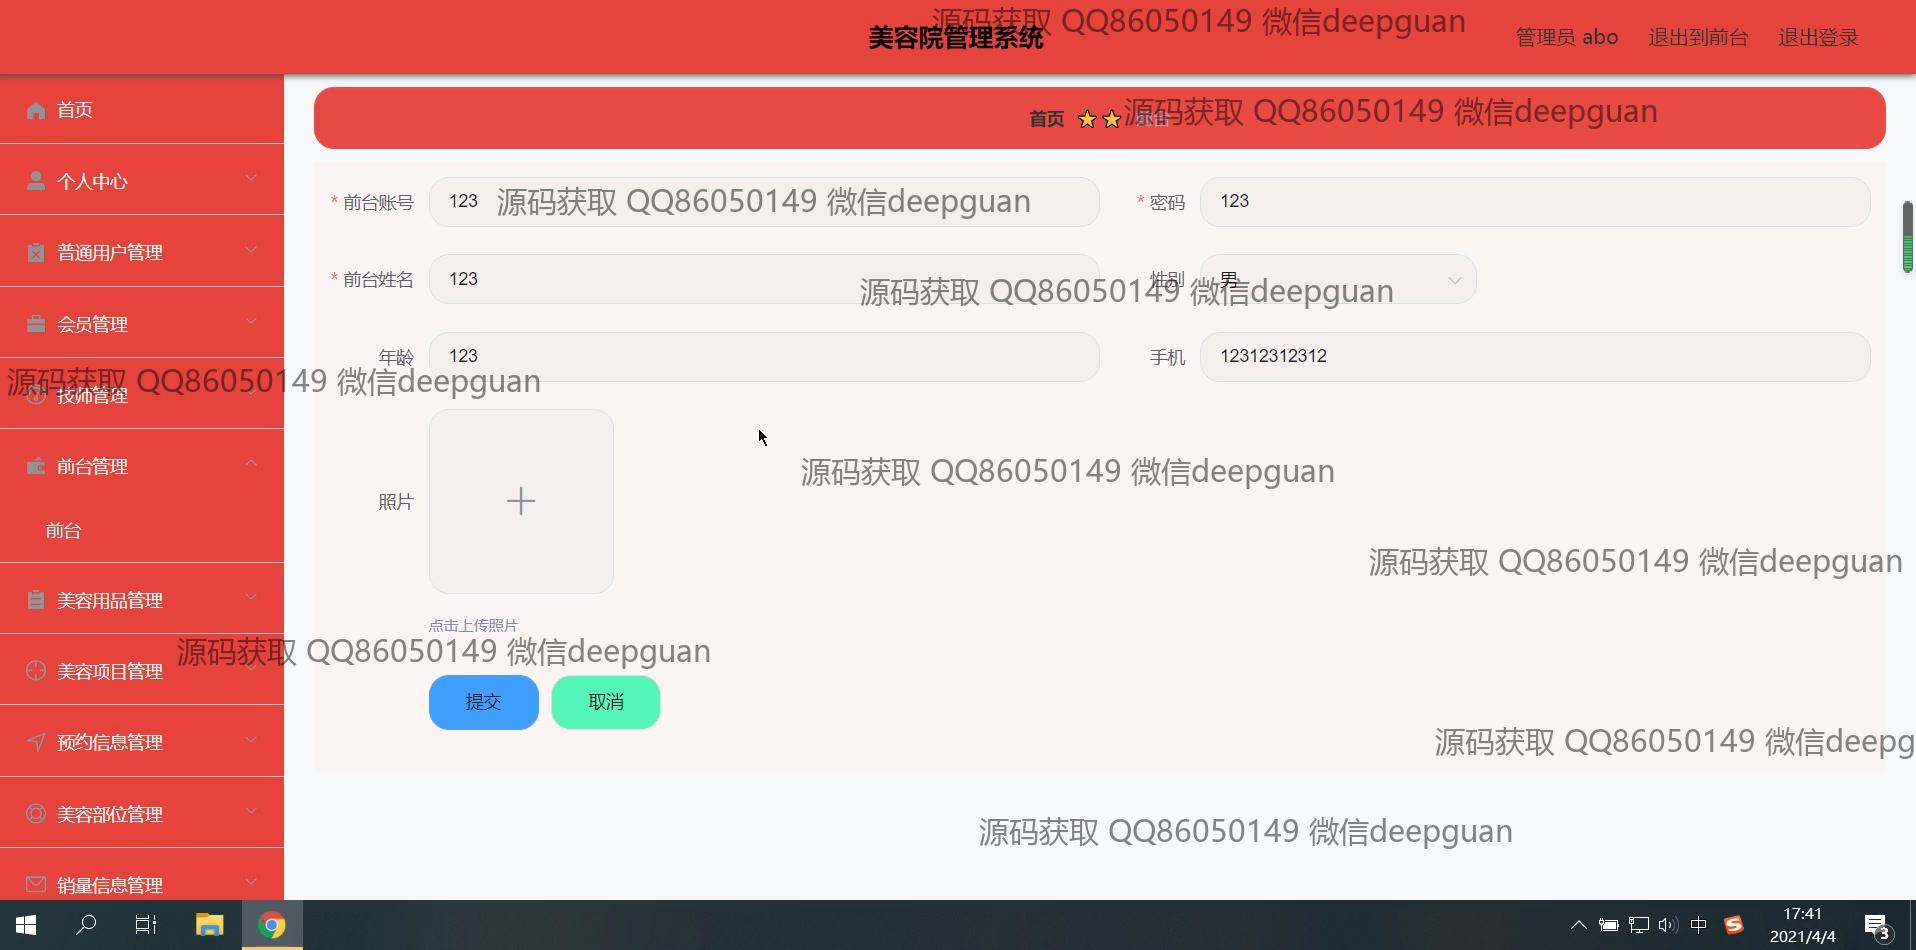 美容院管理系统
源码获取 QQ86050149 微信deepguan
管理员 abo
退出到前台
退出登录
首页
首页
源码获取 QQ86050149 微信deepguan
个人中心
* 前台账号
123
源码获取 QQ86050149 微信deepguan
* 密码
123
普通用户管理
* 前台姓名
123
性别
男
源码获取 QQ86050149 微信deepguan
会员管理
年龄
123
手机
12312312312
源码获取 QQ86050149 微信deepguan
技师管理
前台管理
源码获取 QQ86050149 微信deepguan
照片
前台
源码获取 QQ86050149 微信deepguan
美容用品管理
点击上传照片
源码获取 QQ86050149 微信deepguan
美容项目管理
提交
取消
预约信息管理
源码获取 QQ86050149 微信deepg
美容部位管理
源码获取 QQ86050149 微信deepguan
销量信息管理
中
17:41
2021/4/4
3